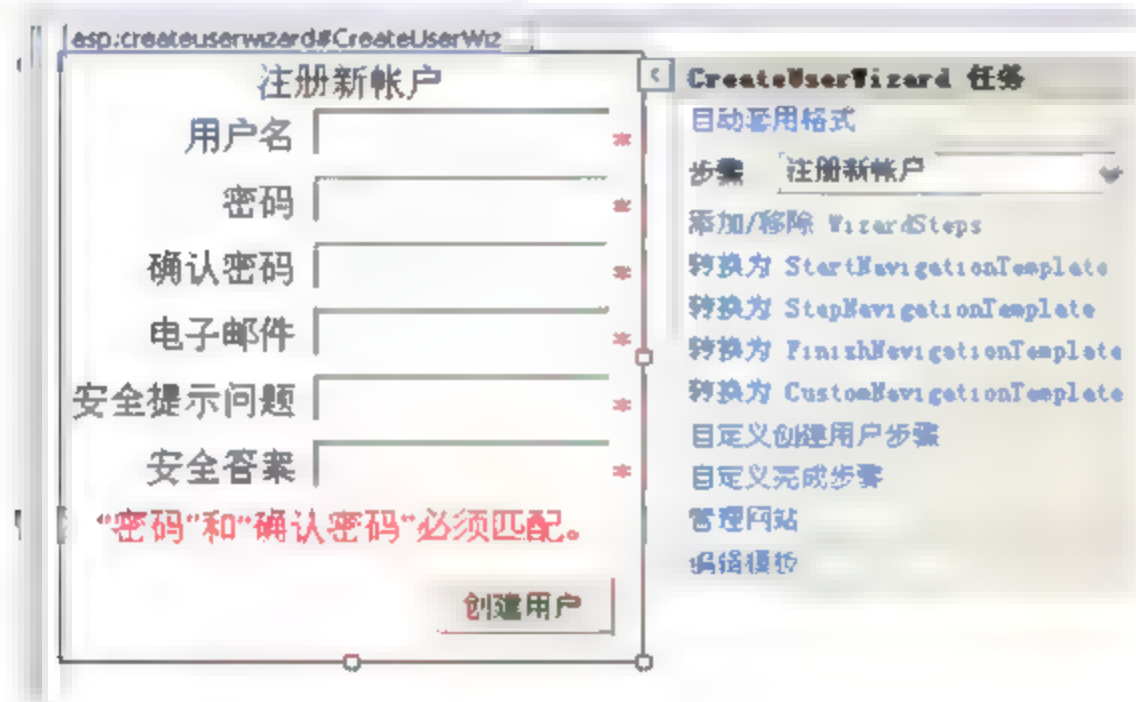 asp:createuserwizard#CreateUserWiz
注册新帐户
用户名 *
密码 *
确认密码 *
电子邮件 *
安全提示问题 *
安全答案 *
“密码”和“确认密码”必须匹配。
创建用户
CreateUserWizard 任务
自动套用格式
步骤 注册新帐户
添加/移除 WizardSteps
转换为 StartNavigationTemplate
转换为 StepNavigationTemplate
转换为 FinishNavigationTemplate
转换为 CustomNavigationTemplate
自定义创建用户步骤
自定义完成步骤
管理网站
编辑模板